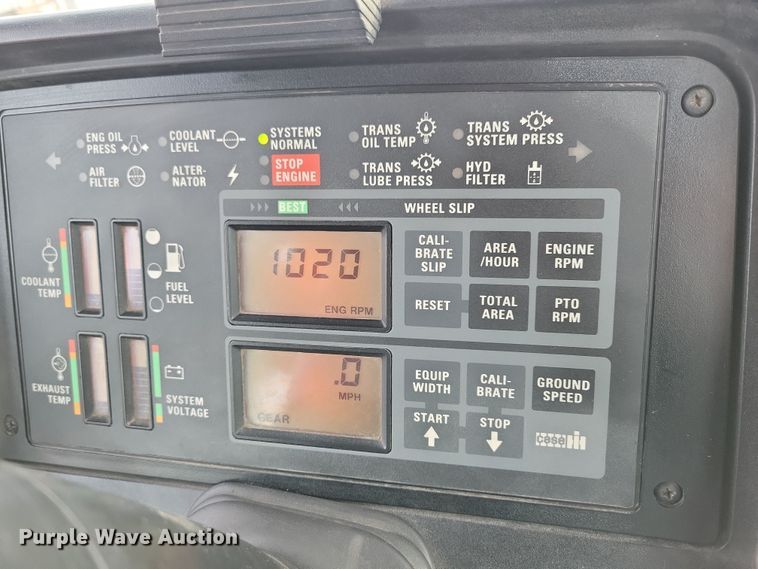 ENG OIL
PRESS
COOLANT
LEVEL
SYSTEMS
NORMAL
TRANS
OIL TEMP
TRANS
SYSTEM PRESS
AIR
FILTER
ALTER-
NATOR
STOP
ENGINE
TRANS
LUBE PRESS
HYD
FILTER
BEST
WHEEL SLIP
COOLANT
TEMP
FUEL
LEVEL
1020
ENG RPM
CALI-
BRATE
SLIP
AREA
/HOUR
ENGINE
RPM
RESET
TOTAL
AREA
PTO
RPM
EXHAUST
TEMP
SYSTEM
VOLTAGE
.0
MPH
GEAR
EQUIP
WIDTH
CALI-
BRATE
GROUND
SPEED
START
STOP
case IH
Purple Wave Auction